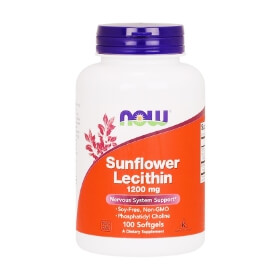 NOW
Sunflower
Lecithin
1200 mg
Nervous System Support*
• Soy-Free, Non-GMO
• Phosphatidyl Choline
100 Softgels
A Dietary Supplement